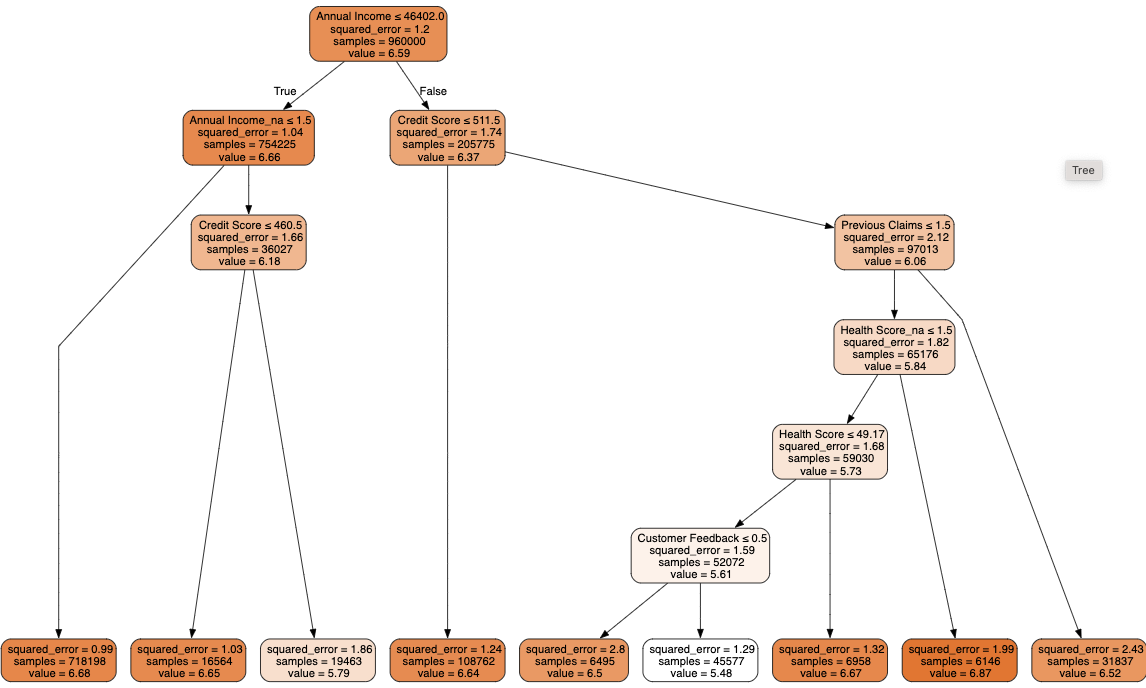 Annual Income ≤ 46402.0
squared_error = 1.2
samples = 960000
value = 6.59
True
False
Annual Income_na ≤ 1.5
squared_error = 1.04
samples = 754225
value = 6.66
Credit Score ≤ 511.5
squared_error = 1.74
samples = 205775
value = 6.37
Tree
Credit Score ≤ 460.5
squared_error = 1.66
samples = 36027
value = 6.18
Previous Claims ≤ 1.5
squared_error = 2.12
samples = 97013
value = 6.06
Health Score_na ≤ 1.5
squared_error = 1.82
samples = 65176
value = 5.84
Health Score ≤ 49.17
squared_error = 1.68
samples = 59030
value = 5.73
Customer Feedback ≤ 0.5
squared_error = 1.59
samples = 52072
value = 5.61
squared_error = 0.99
samples = 718198
value = 6.68
squared_error = 1.03
samples = 16564
value = 6.65
squared_error = 1.86
samples = 19463
value = 5.79
squared_error = 1.24
samples = 108762
value = 6.64
squared_error = 2.8
samples = 6495
value = 6.5
squared_error = 1.29
samples = 45577
value = 5.48
squared_error = 1.32
samples = 6958
value = 6.67
squared_error = 1.99
samples = 6146
value = 6.87
squared_error = 2.43
samples = 31837
value = 6.52